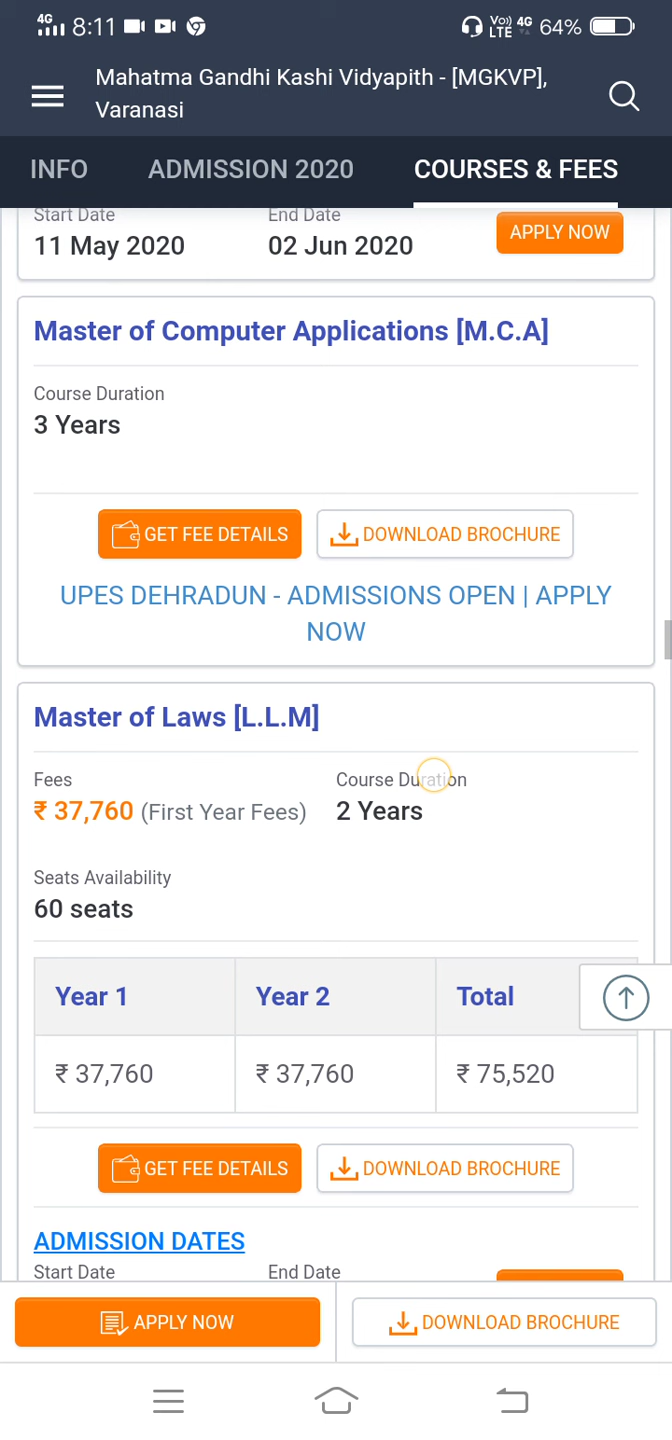 4G 8:11 Vo) LTE 4G 64%
Mahatma Gandhi Kashi Vidyapith - [MGKVP],
Varanasi
INFO ADMISSION 2020 COURSES & FEES
Start Date End Date
11 May 2020 02 Jun 2020 APPLY NOW
Master of Computer Applications [M.C.A]
Course Duration
3 Years
GET FEE DETAILS DOWNLOAD BROCHURE
UPES DEHRADUN - ADMISSIONS OPEN | APPLY
NOW
Master of Laws [L.L.M]
Fees Course Duration
₹ 37,760 (First Year Fees) 2 Years
Seats Availability
60 seats
Year 1 Year 2 Total
₹ 37,760 ₹ 37,760 ₹ 75,520
GET FEE DETAILS DOWNLOAD BROCHURE
ADMISSION DATES
Start Date End Date
APPLY NOW DOWNLOAD BROCHURE